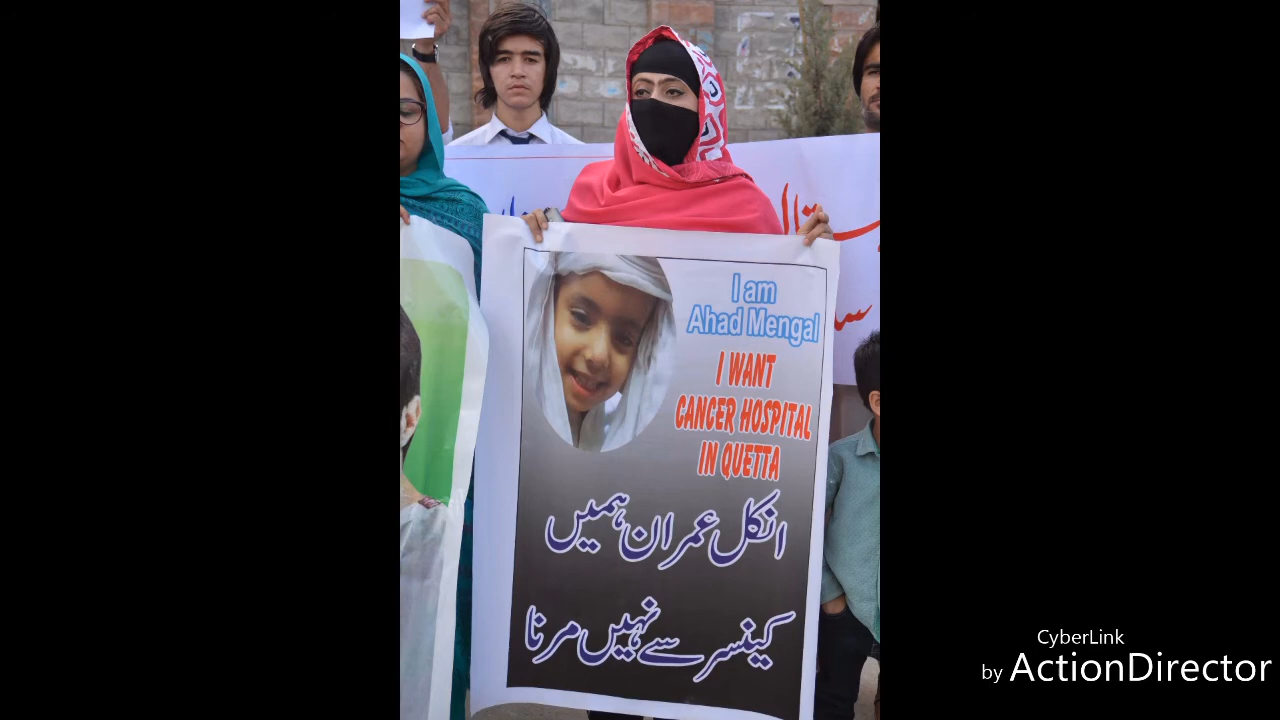 I am
Ahad Mengal
I WANT
CANCER HOSPITAL
IN QUETTA
انکل عمران ہمیں
کینسر سے نہیں مرنا
CyberLink
by ActionDirector